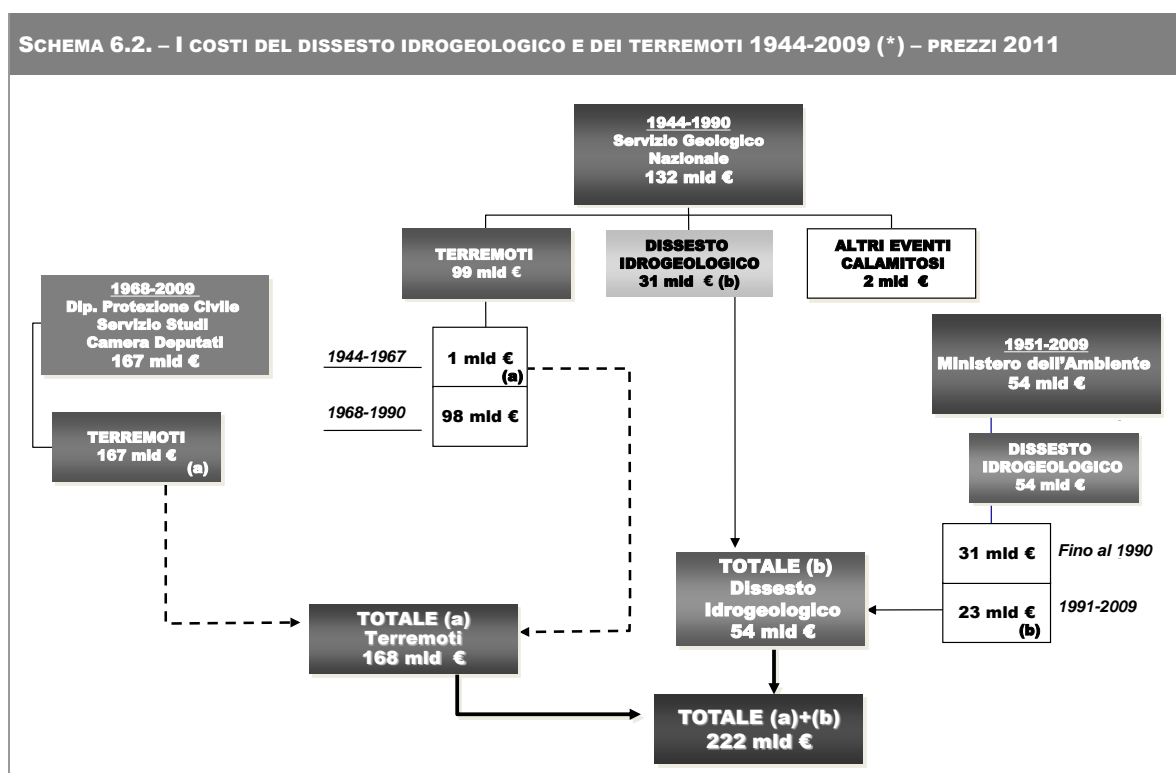 SCHEMA 6.2. – I COSTI DEL DISSESTO IDROGEOLOGICO E DEI TERREMOTI 1944-2009 (*) – PREZZI 2011
1944-1990
Servizio Geologico
Nazionale
132 mld €
TERREMOTI
99 mld €
DISSESTO
IDROGEOLOGICO
31 mld € (b)
ALTRI EVENTI
CALAMITOSI
2 mld €
1968-2009
Dip. Protezione Civile
Servizio Studi
Camera Deputati
167 mld €
TERREMOTI
167 mld €
(a)
1944-1967
1 mld €
(a)
1968-1990
98 mld €
1951-2009
Ministero dell'Ambiente
54 mld €
DISSESTO
IDROGEOLOGICO
54 mld €
31 mld €
Fino al 1990
23 mld €
(b)
1991-2009
TOTALE (b)
Dissesto
Idrogeologico
54 mld €
TOTALE (a)
Terremoti
168 mld €
TOTALE (a)+(b)
222 mld €